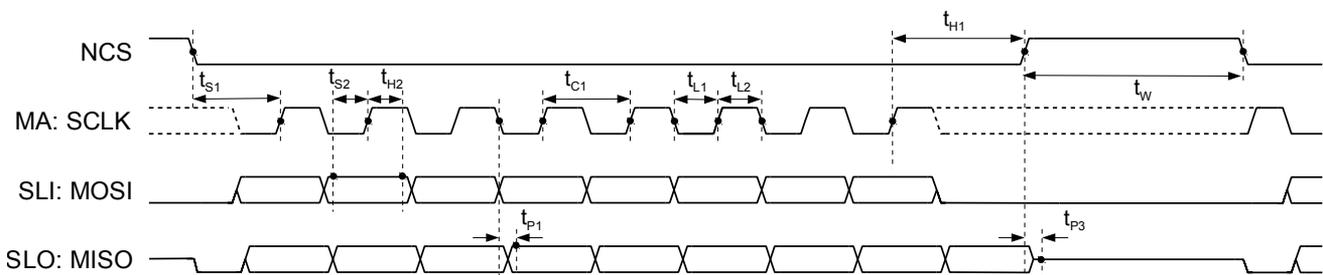 t_H1
NCS
t_S1 t_S2 t_H2 t_C1 t_L1 t_L2 t_W
MA: SCLK
SLI: MOSI
t_P1 t_P3
SLO: MISO